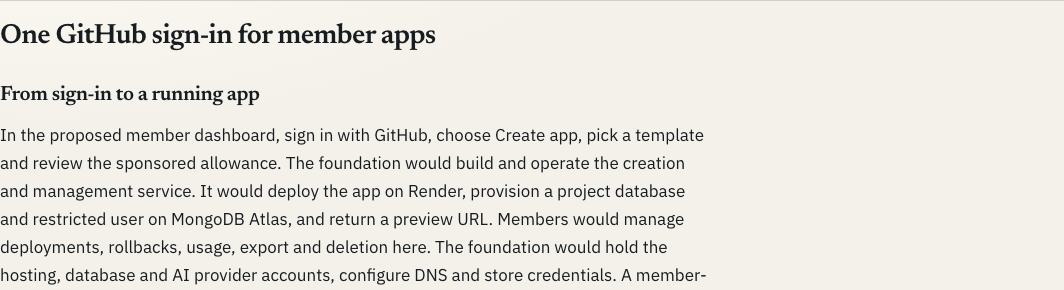 One GitHub sign-in for member apps
From sign-in to a running app
In the proposed member dashboard, sign in with GitHub, choose Create app, pick a template
and review the sponsored allowance. The foundation would build and operate the creation
and management service. It would deploy the app on Render, provision a project database
and restricted user on MongoDB Atlas, and return a preview URL. Members would manage
deployments, rollbacks, usage, export and deletion here. The foundation would hold the
hosting, database and AI provider accounts, configure DNS and store credentials. A member-